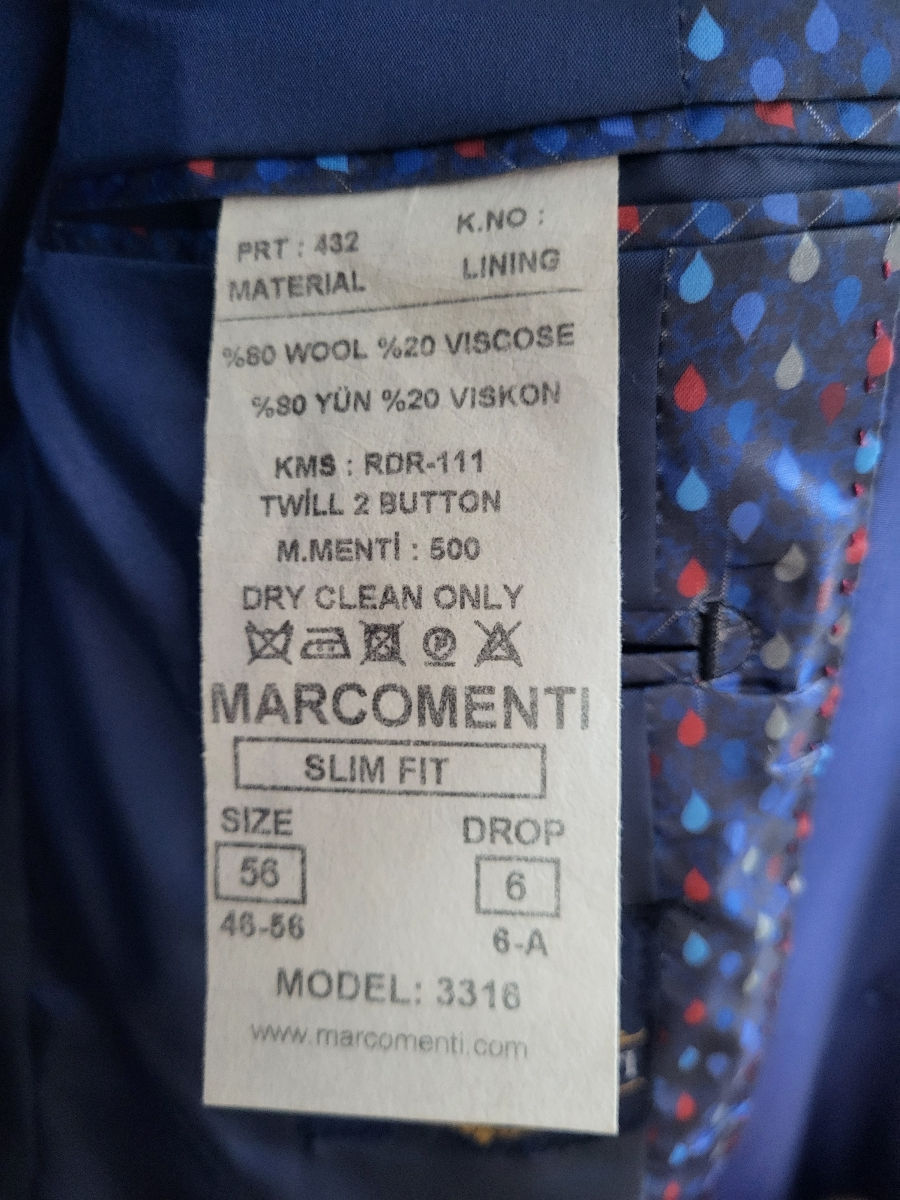 PRT : 432
K.NO :
MATERIAL
LINING
%80 WOOL %20 VISCOSE
%80 YÜN %20 VISKON
KMS : RDR-111
TWİLL 2 BUTTON
M.MENTİ : 500
DRY CLEAN ONLY
MARCOMENTI
SLIM FIT
SIZE
DROP
56
6
46-56
6-A
MODEL: 3316
www.marcomenti.com